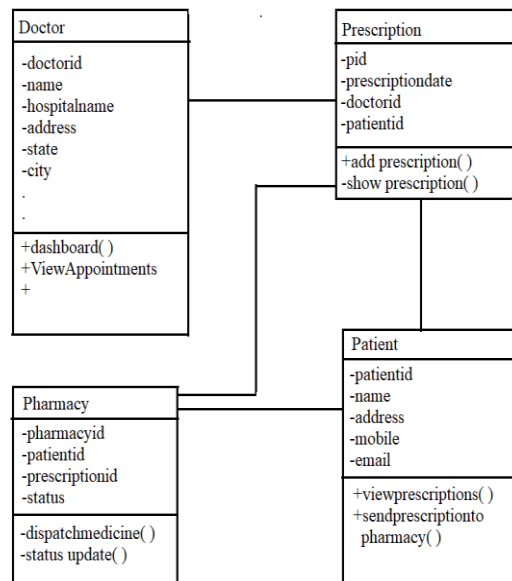 Doctor
-doctorid
-name
-hospitalname
-address
-state
-city
.
.
+dashboard( )
+ViewAppointments
+
Prescription
-pid
-prescriptiondate
-doctorid
-patientid
+add prescription( )
-show prescription( )
Pharmacy
-pharmacyid
-patientid
-prescriptionid
-status
-dispatchmedicine( )
-status update( )
Patient
-patientid
-name
-address
-mobile
-email
+viewprescriptions( )
+sendprescriptionto
pharmacy( )